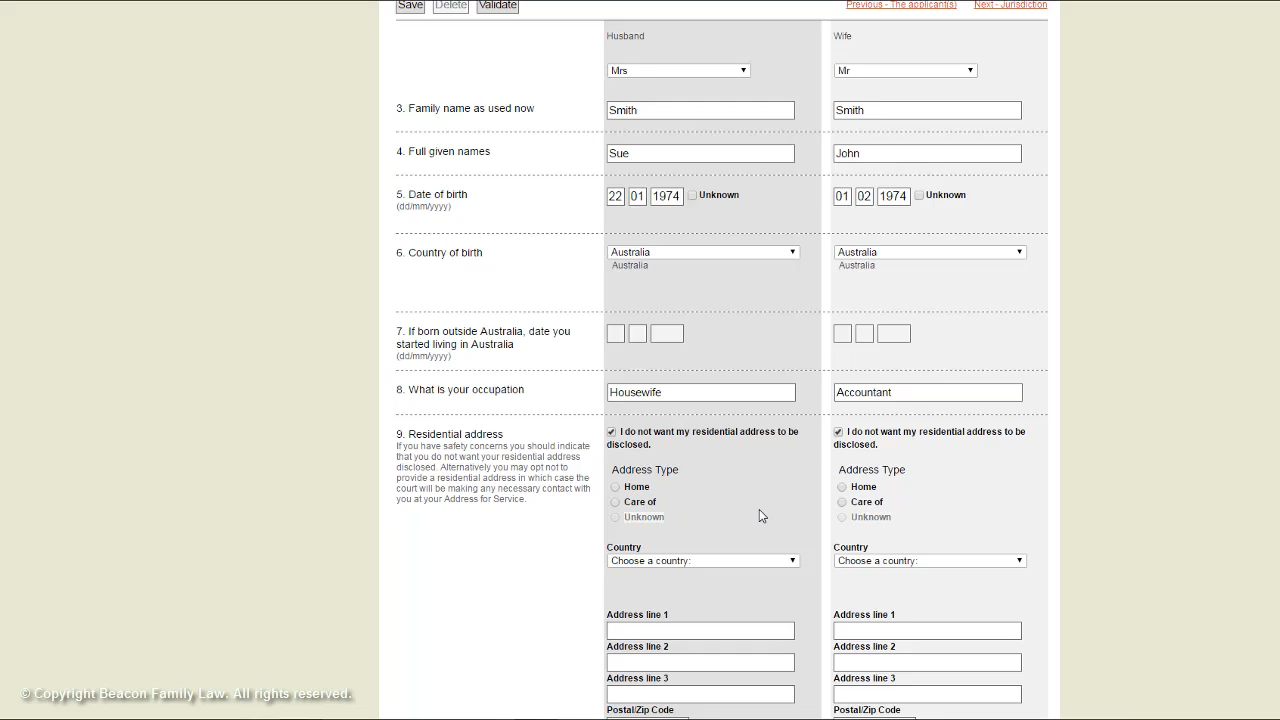 Save Delete Validate Previous - The applicant(s) Next - Jurisdiction
Husband Wife
Mrs Mr
3. Family name as used now Smith Smith
4. Full given names Sue John
5. Date of birth 22 01 1974 Unknown 01 02 1974 Unknown
(dd/mm/yyyy)
6. Country of birth Australia Australia
Australia Australia
7. If born outside Australia, date you
started living in Australia
(dd/mm/yyyy)
8. What is your occupation Housewife Accountant
9. Residential address
If you have safety concerns you should indicate
that you do not want your residential address
disclosed. Alternatively you may opt not to
provide a residential address in which case the
court will be making any necessary contact with
you at your Address for Service.
I do not want my residential address to be
disclosed.
Address Type
Home
Care of
Unknown
Country
Choose a country:
Address line 1
Address line 2
Address line 3
Postal/Zip Code
I do not want my residential address to be
disclosed.
Address Type
Home
Care of
Unknown
Country
Choose a country:
Address line 1
Address line 2
Address line 3
Postal/Zip Code
© Copyright Beacon Family Law. All rights reserved.